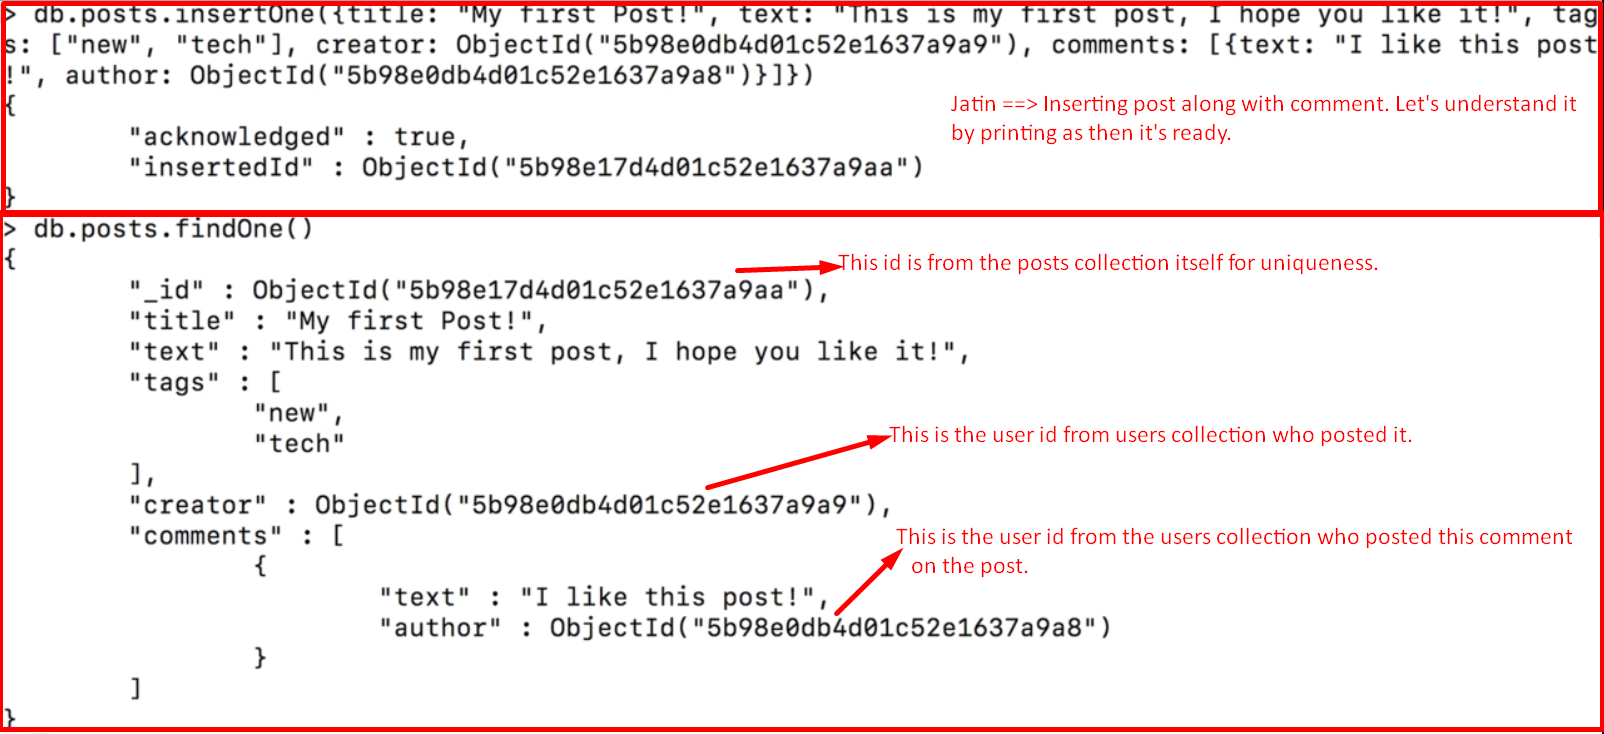 > db.posts.insertOne({title: "My first Post!", text: "This is my first post, I hope you like it!", tag
s: ["new", "tech"], creator: ObjectId("5b98e0db4d01c52e1637a9a9"), comments: [{text: "I like this post
!", author: ObjectId("5b98e0db4d01c52e1637a9a8")}]})
{
Jatin ==> Inserting post along with comment. Let's understand it
by printing as then it's ready.
"acknowledged" : true,
"insertedId" : ObjectId("5b98e17d4d01c52e1637a9aa")
}
> db.posts.findOne()
{
This id is from the posts collection itself for uniqueness.
"_id" : ObjectId("5b98e17d4d01c52e1637a9aa"),
"title" : "My first Post!",
"text" : "This is my first post, I hope you like it!",
"tags" : [
"new",
"tech"
This is the user id from users collection who posted it.
],
"creator" : ObjectId("5b98e0db4d01c52e1637a9a9"),
"comments" : [
This is the user id from the users collection who posted this comment
on the post.
{
"text" : "I like this post!",
"author" : ObjectId("5b98e0db4d01c52e1637a9a8")
}
]
}